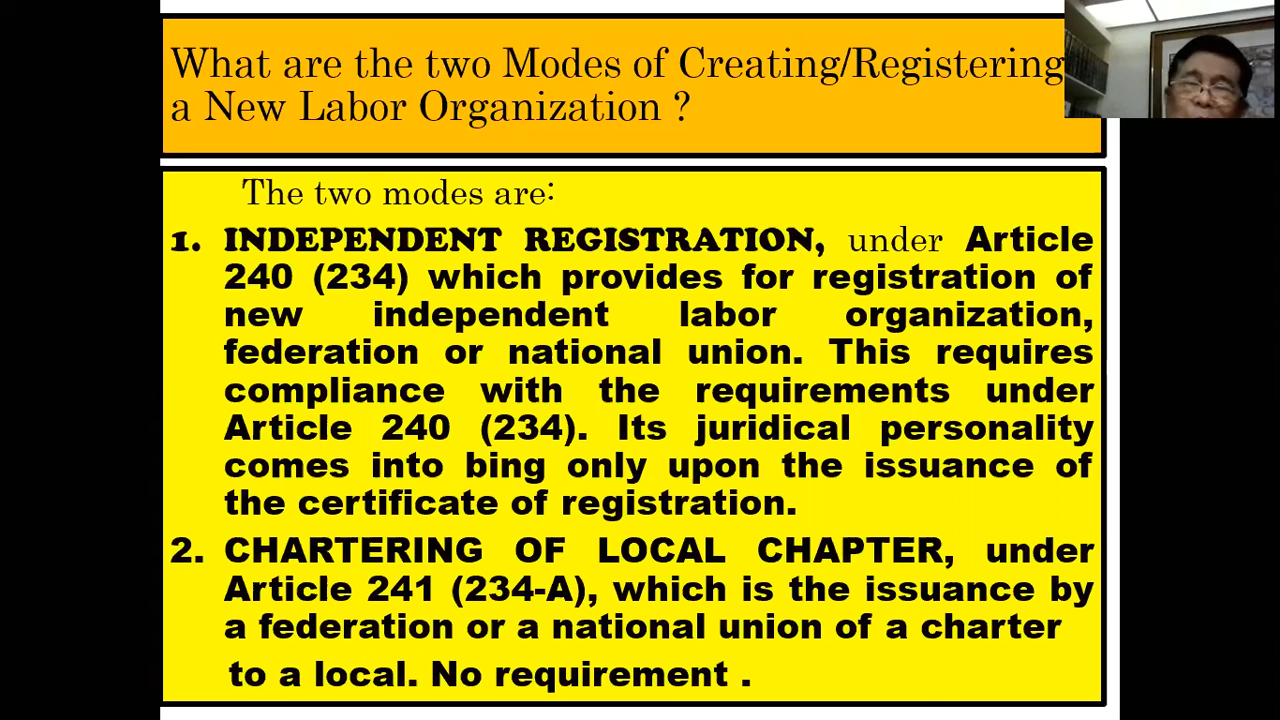 What are the two Modes of Creating/Registering
a New Labor Organization ?
The two modes are:
1. INDEPENDENT REGISTRATION, under Article
240 (234) which provides for registration of
new independent labor organization,
federation or national union. This requires
compliance with the requirements under
Article 240 (234). Its juridical personality
comes into bing only upon the issuance of
the certificate of registration.
2. CHARTERING OF LOCAL CHAPTER, under
Article 241 (234-A), which is the issuance by
a federation or a national union of a charter
to a local. No requirement .